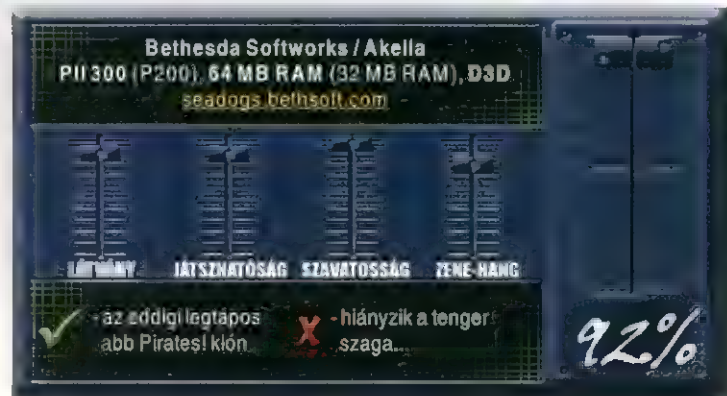 Bethesda Softworks / Akella
PII 300 (P200), 64 MB RAM (32 MB RAM), D3D
seadogs.bethsoft.com
LÁTVÁNY JÁTSZHATÓSÁG SZAVATOSSÁG ZENE-HANG
- az eddigi legtápos
abb Pirates! klón
- hiányzik a tenger
szaga...
92%